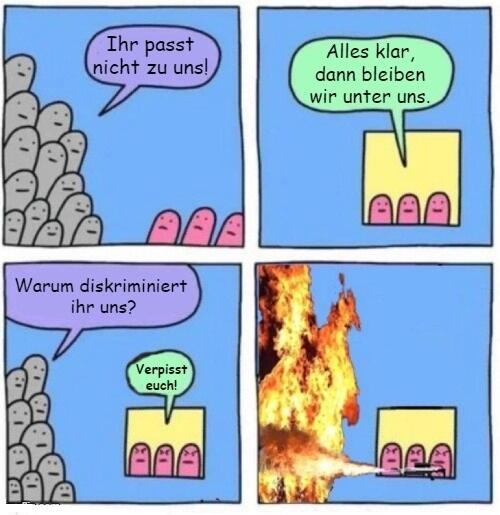 Ihr passt
nicht zu uns!
Alles klar,
dann bleiben
wir unter uns.
Warum diskriminiert
ihr uns?
Verpisst
euch!